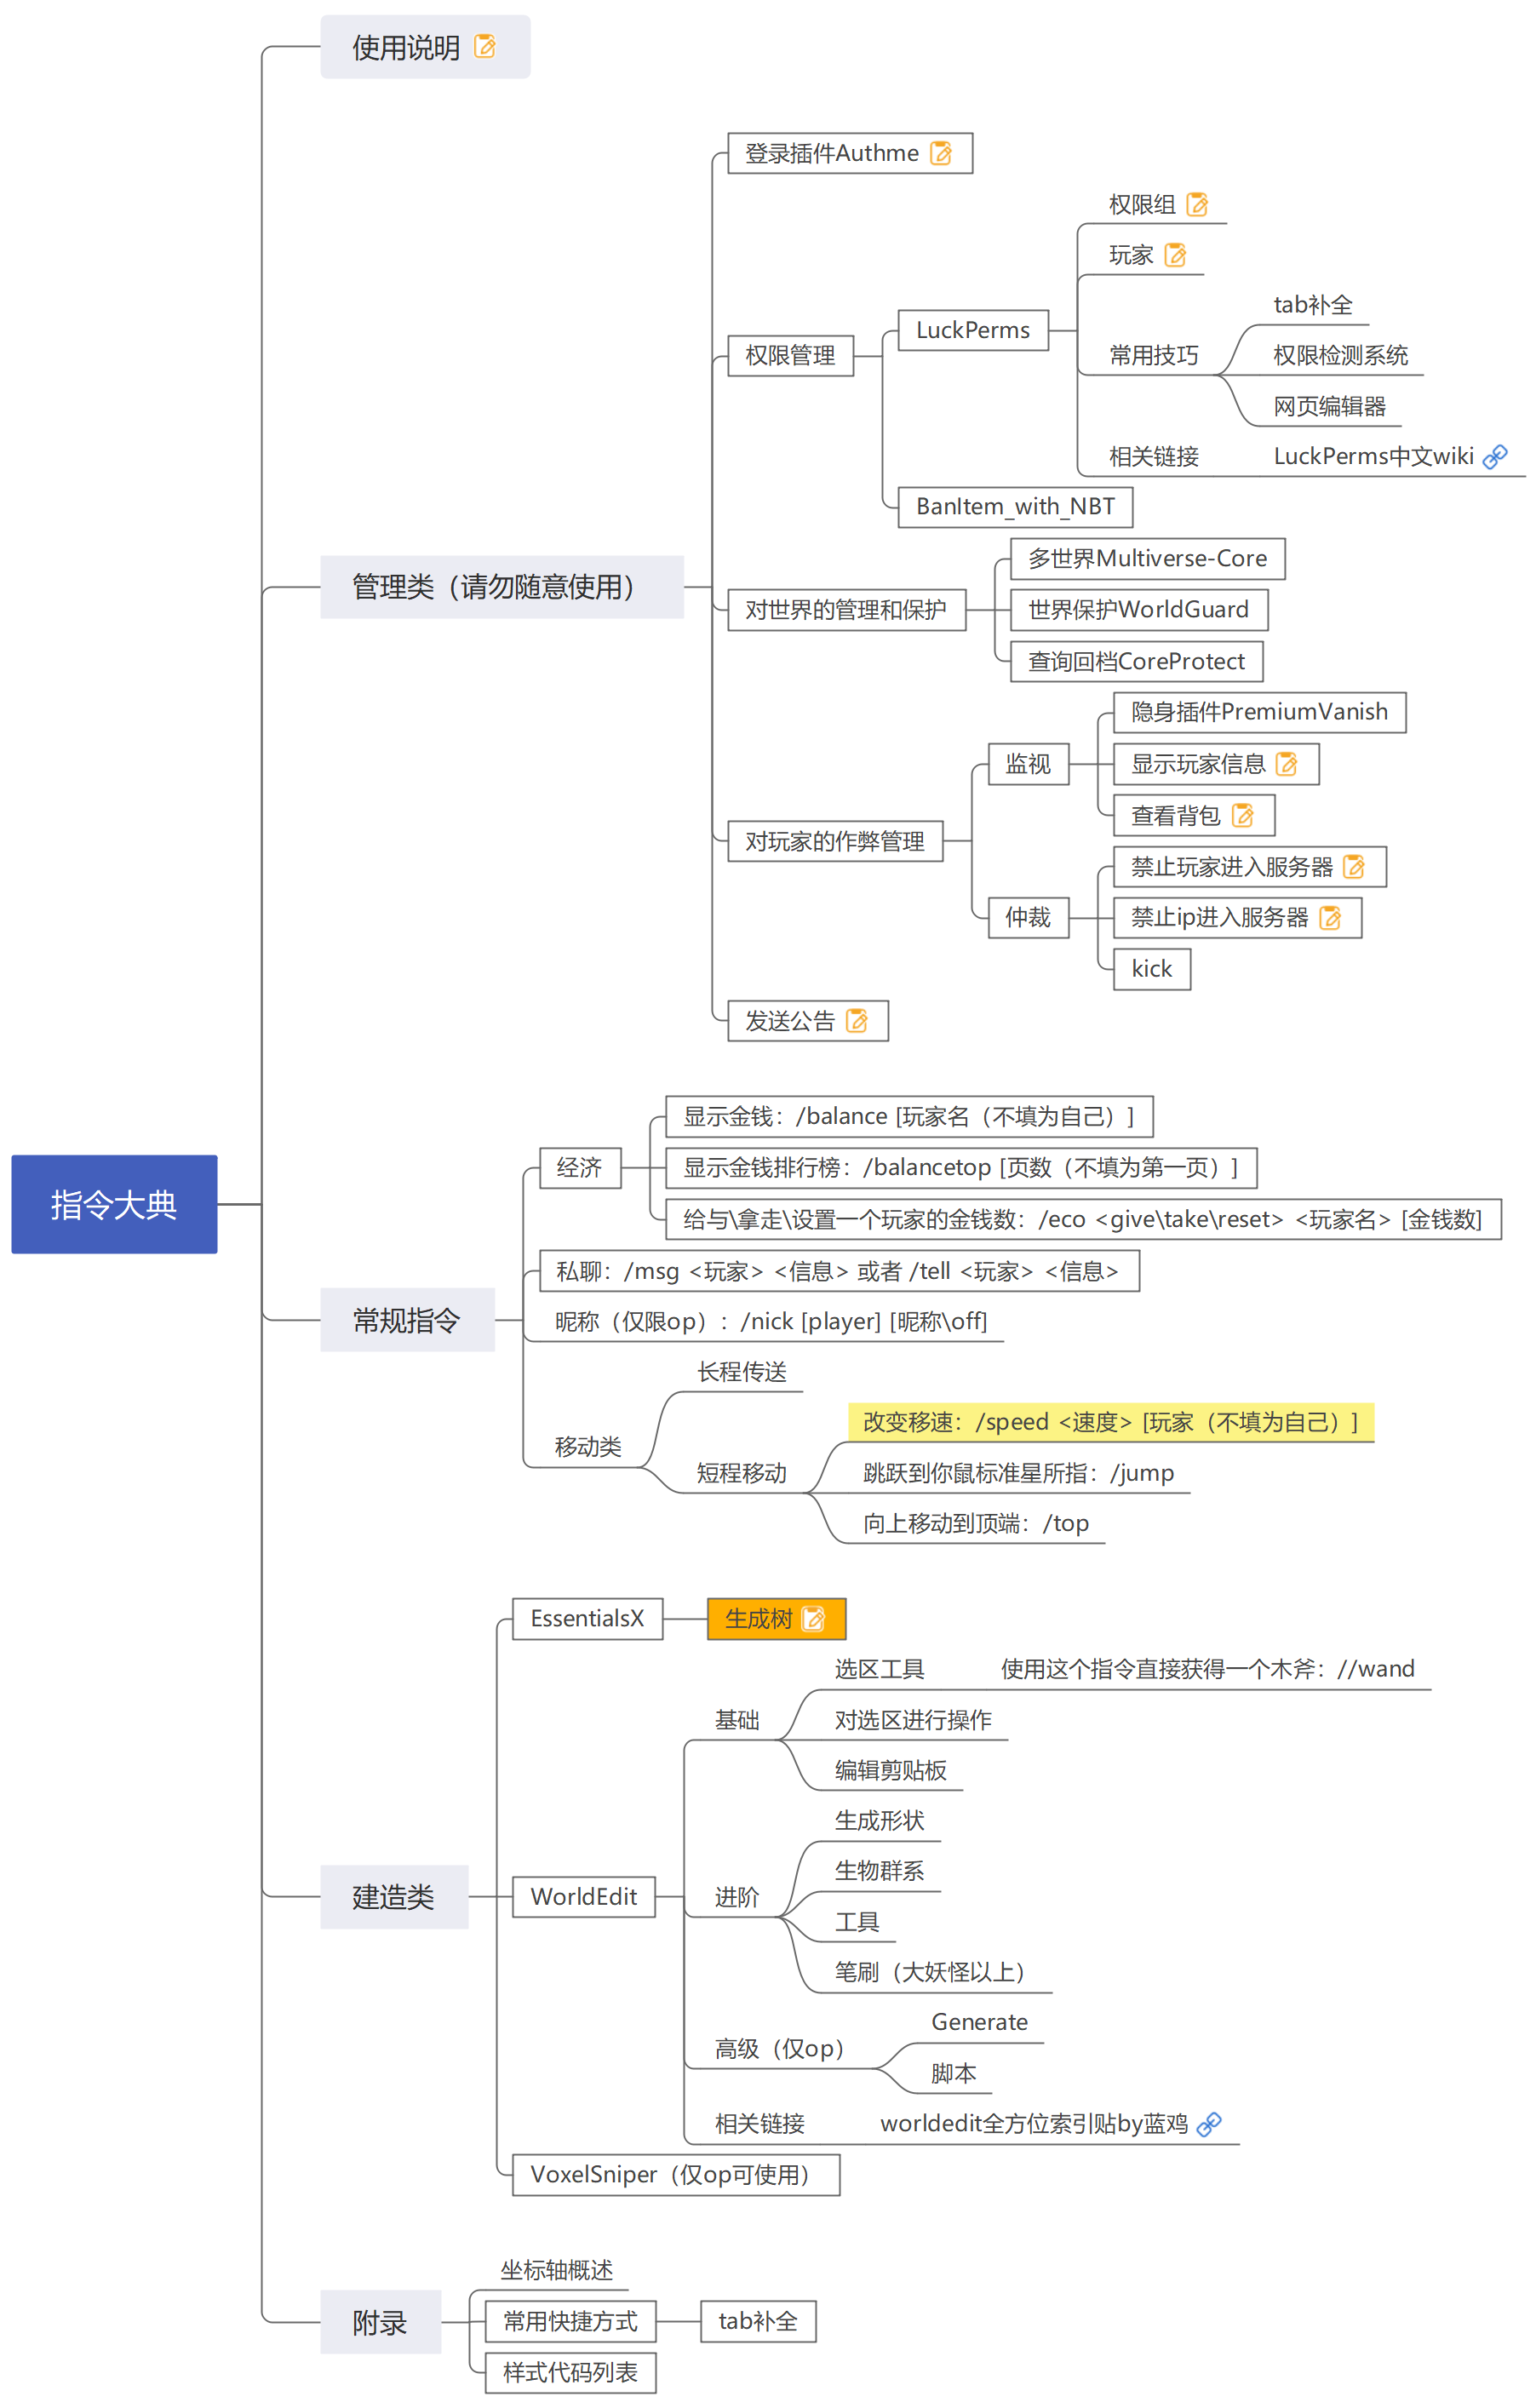 使用说明
登录插件Authme
权限组
玩家
tab补全
LuckPerms
权限管理
常用技巧
权限检测系统
网页编辑器
相关链接
LuckPerms中文wiki
BanItem_with_NBT
多世界Multiverse-Core
管理类（请勿随意使用）
对世界的管理和保护
世界保护WorldGuard
查询回档CoreProtect
隐身插件PremiumVanish
监视
显示玩家信息
查看背包
对玩家的作弊管理
禁止玩家进入服务器
仲裁
禁止ip进入服务器
kick
发送公告
显示金钱：/balance [玩家名（不填为自己）]
经济
显示金钱排行榜：/balancetop [页数（不填为第一页）]
指令大典
给与\拿走\设置一个玩家的金钱数：/eco <give\take\reset> <玩家名> [金钱数]
私聊：/msg <玩家> <信息> 或者 /tell <玩家> <信息>
常规指令
昵称（仅限op）：/nick [player] [昵称\off]
长程传送
改变移速：/speed <速度> [玩家（不填为自己）]
移动类
短程移动
跳跃到你鼠标准星所指：/jump
向上移动到顶端：/top
EssentialsX
生成树
选区工具
使用这个指令直接获得一个木斧：//wand
基础
对选区进行操作
编辑剪贴板
生成形状
生物群系
建造类
WorldEdit
进阶
工具
笔刷（大妖怪以上）
Generate
高级（仅op）
脚本
相关链接
worldedit全方位索引贴by蓝鸡
VoxelSniper（仅op可使用）
坐标轴概述
附录
常用快捷方式
tab补全
样式代码列表